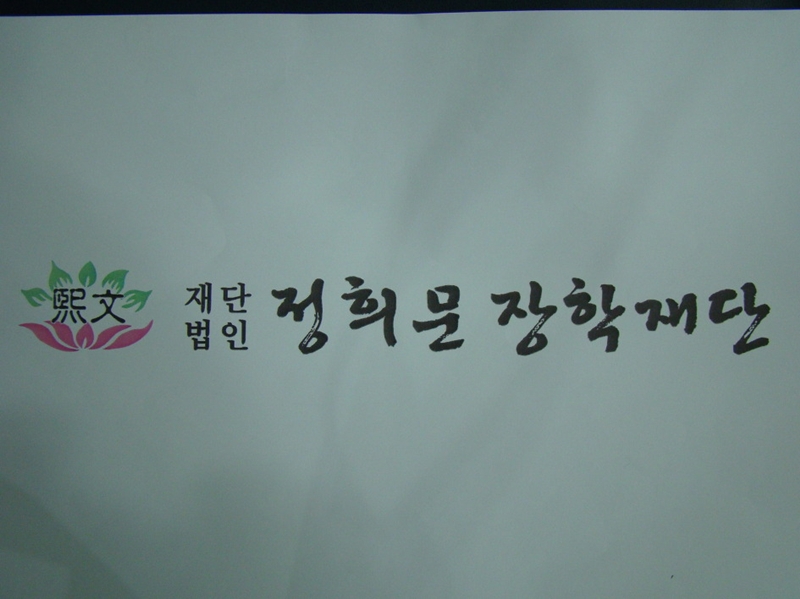 熙文
재단
법인
정희문 장학재단